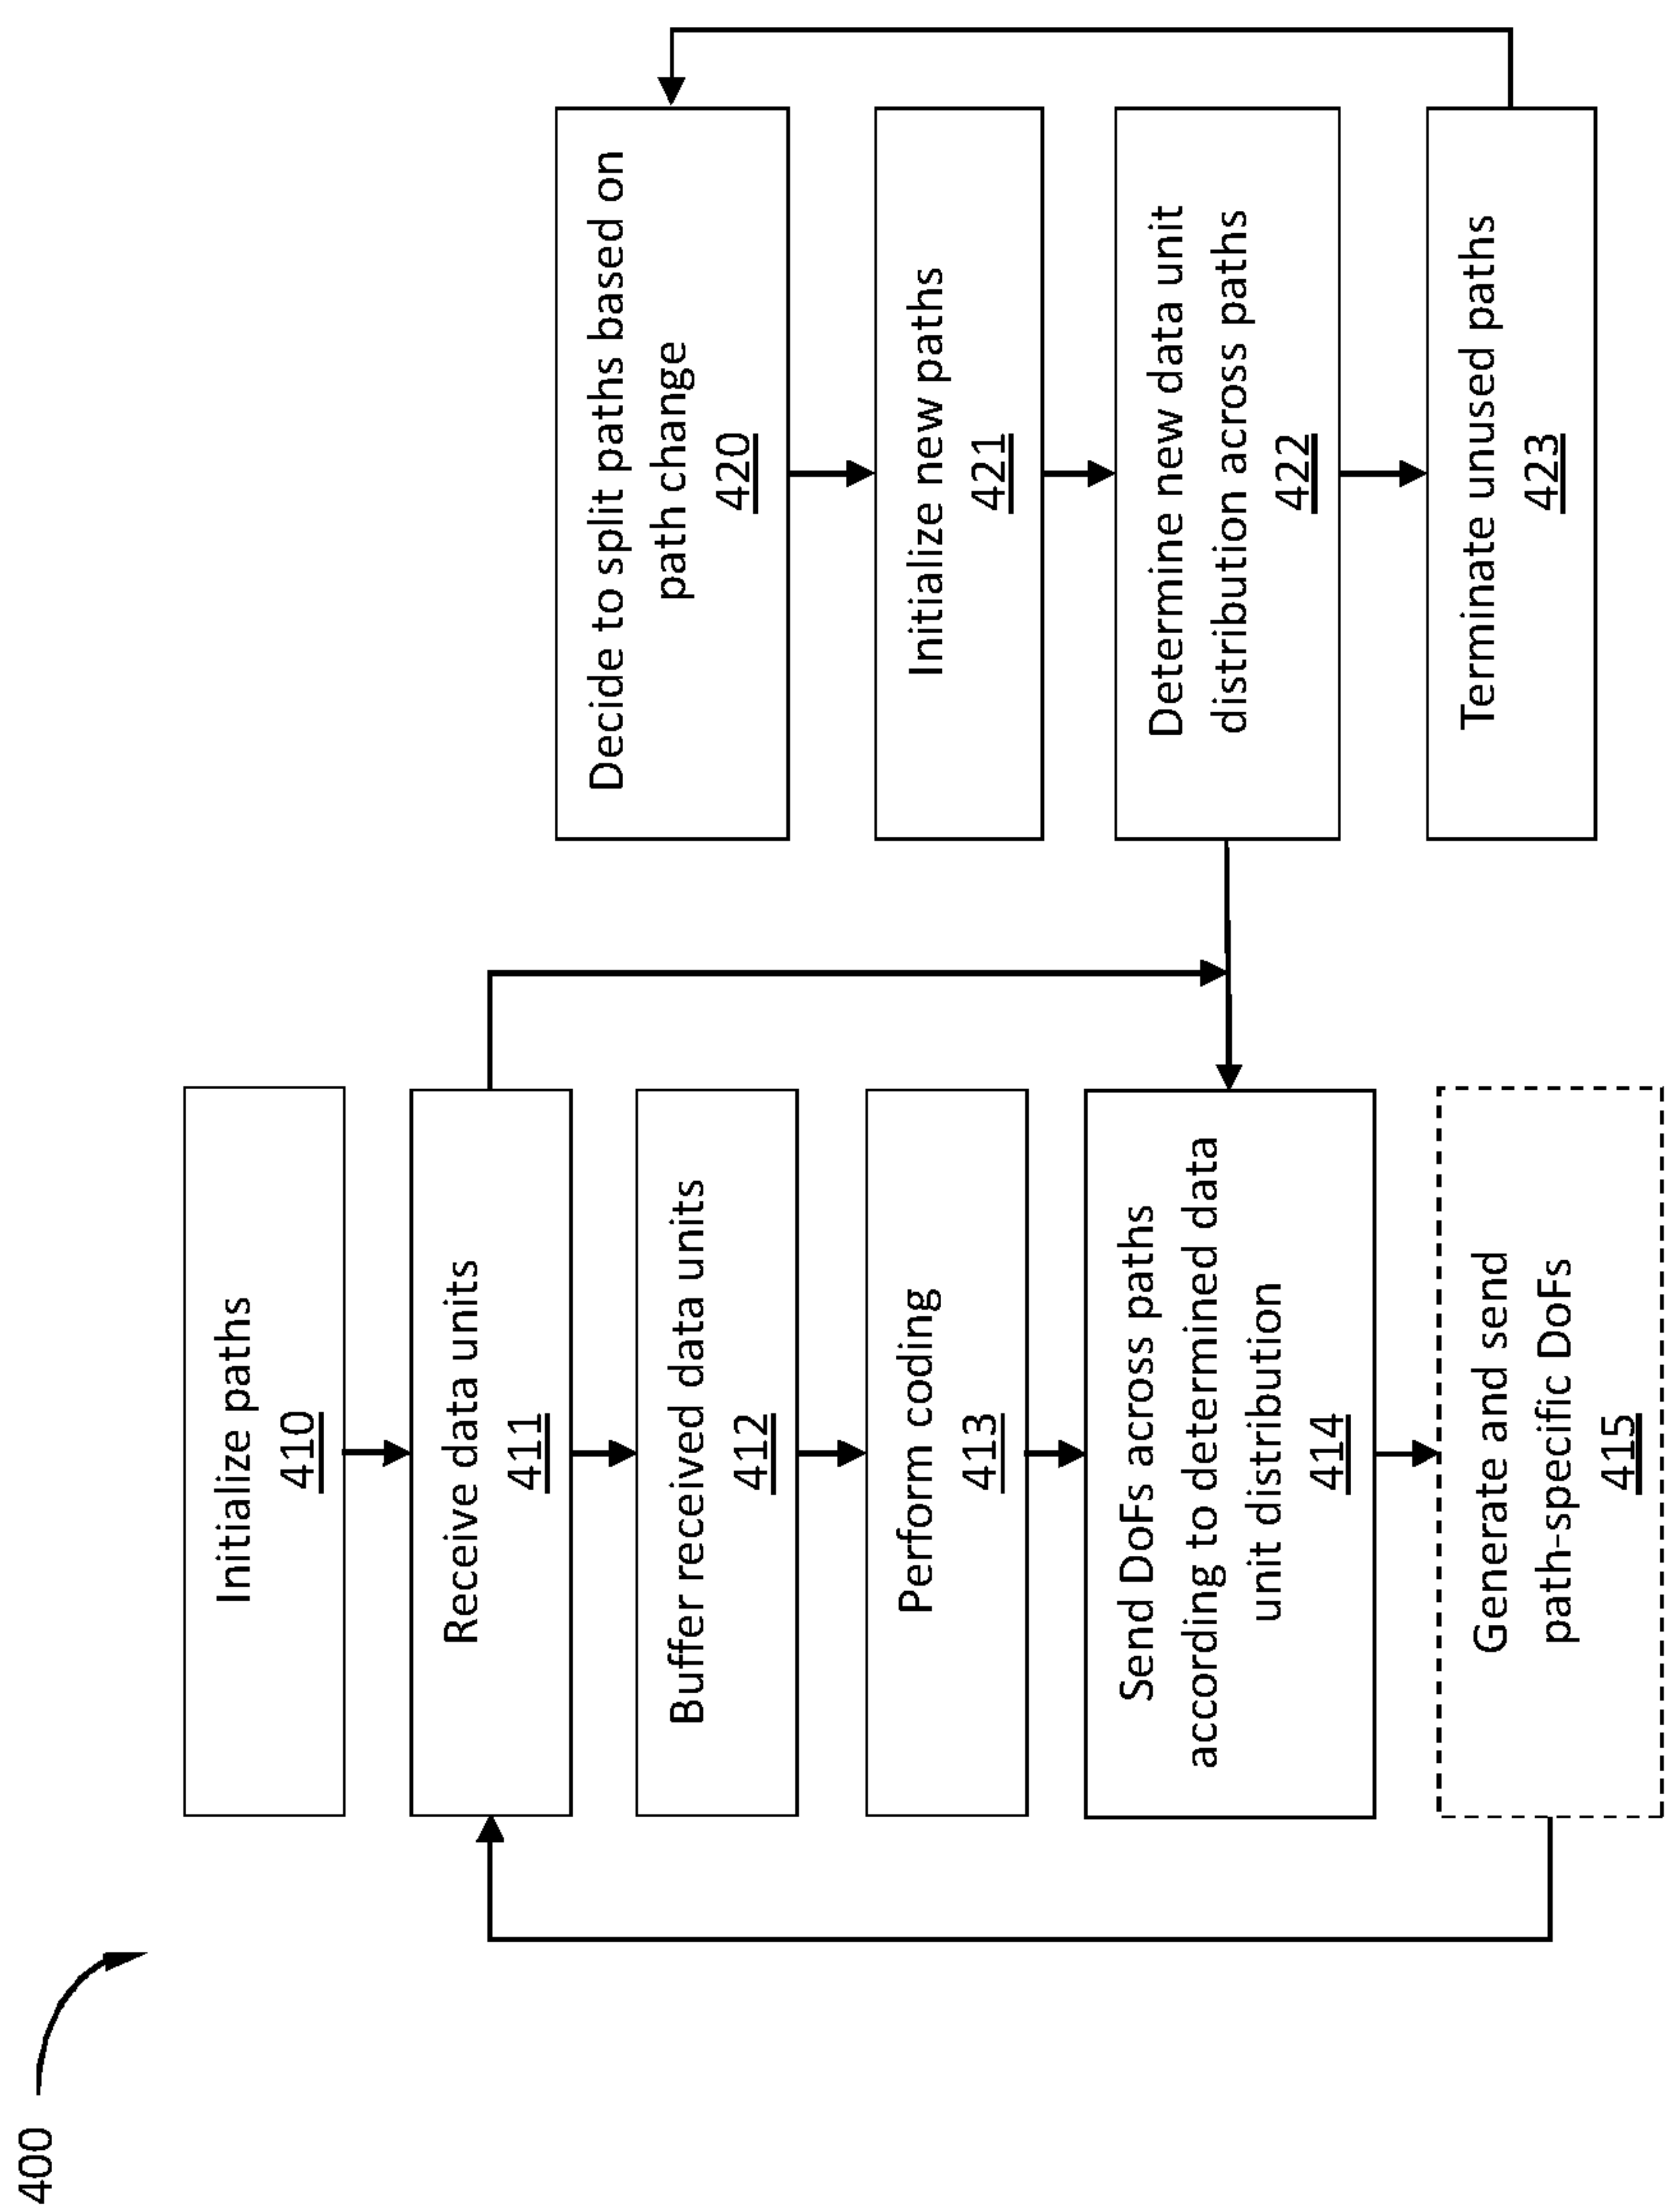 400
Initialize paths
410
Receive data units
411
Buffer received data units
412
Perform coding
413
Send DoFs across paths
according to determined data
unit distribution
414
Generate and send
path-specific DoFs
415
Decide to split paths based on
path change
420
Initialize new paths
421
Determine new data unit
distribution across paths
422
Terminate unused paths
423